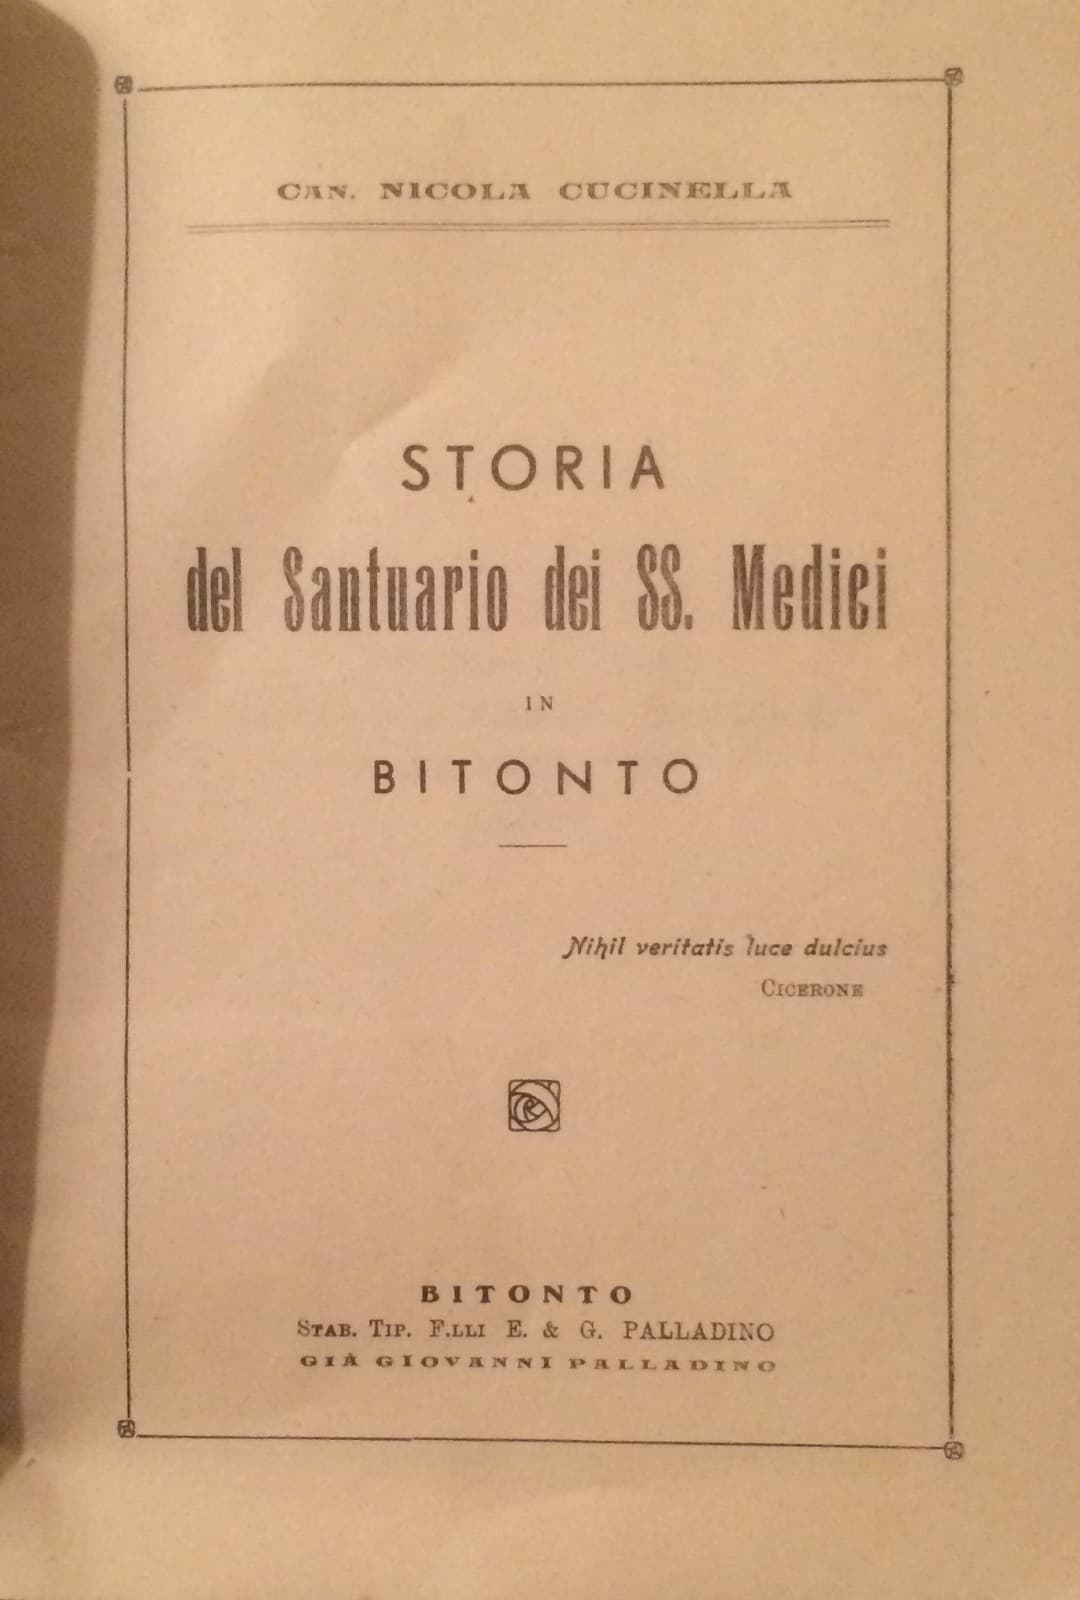 CAN. NICOLA CUCINELLA
STORIA
del Santuario dei SS. Medici
IN
BITONTO
Nihil veritatis luce dulcius
CICERONE
BITONTO
STAB. TIP. F.LLI E. & G. PALLADINO
GIÀ GIOVANNI PALLADINO